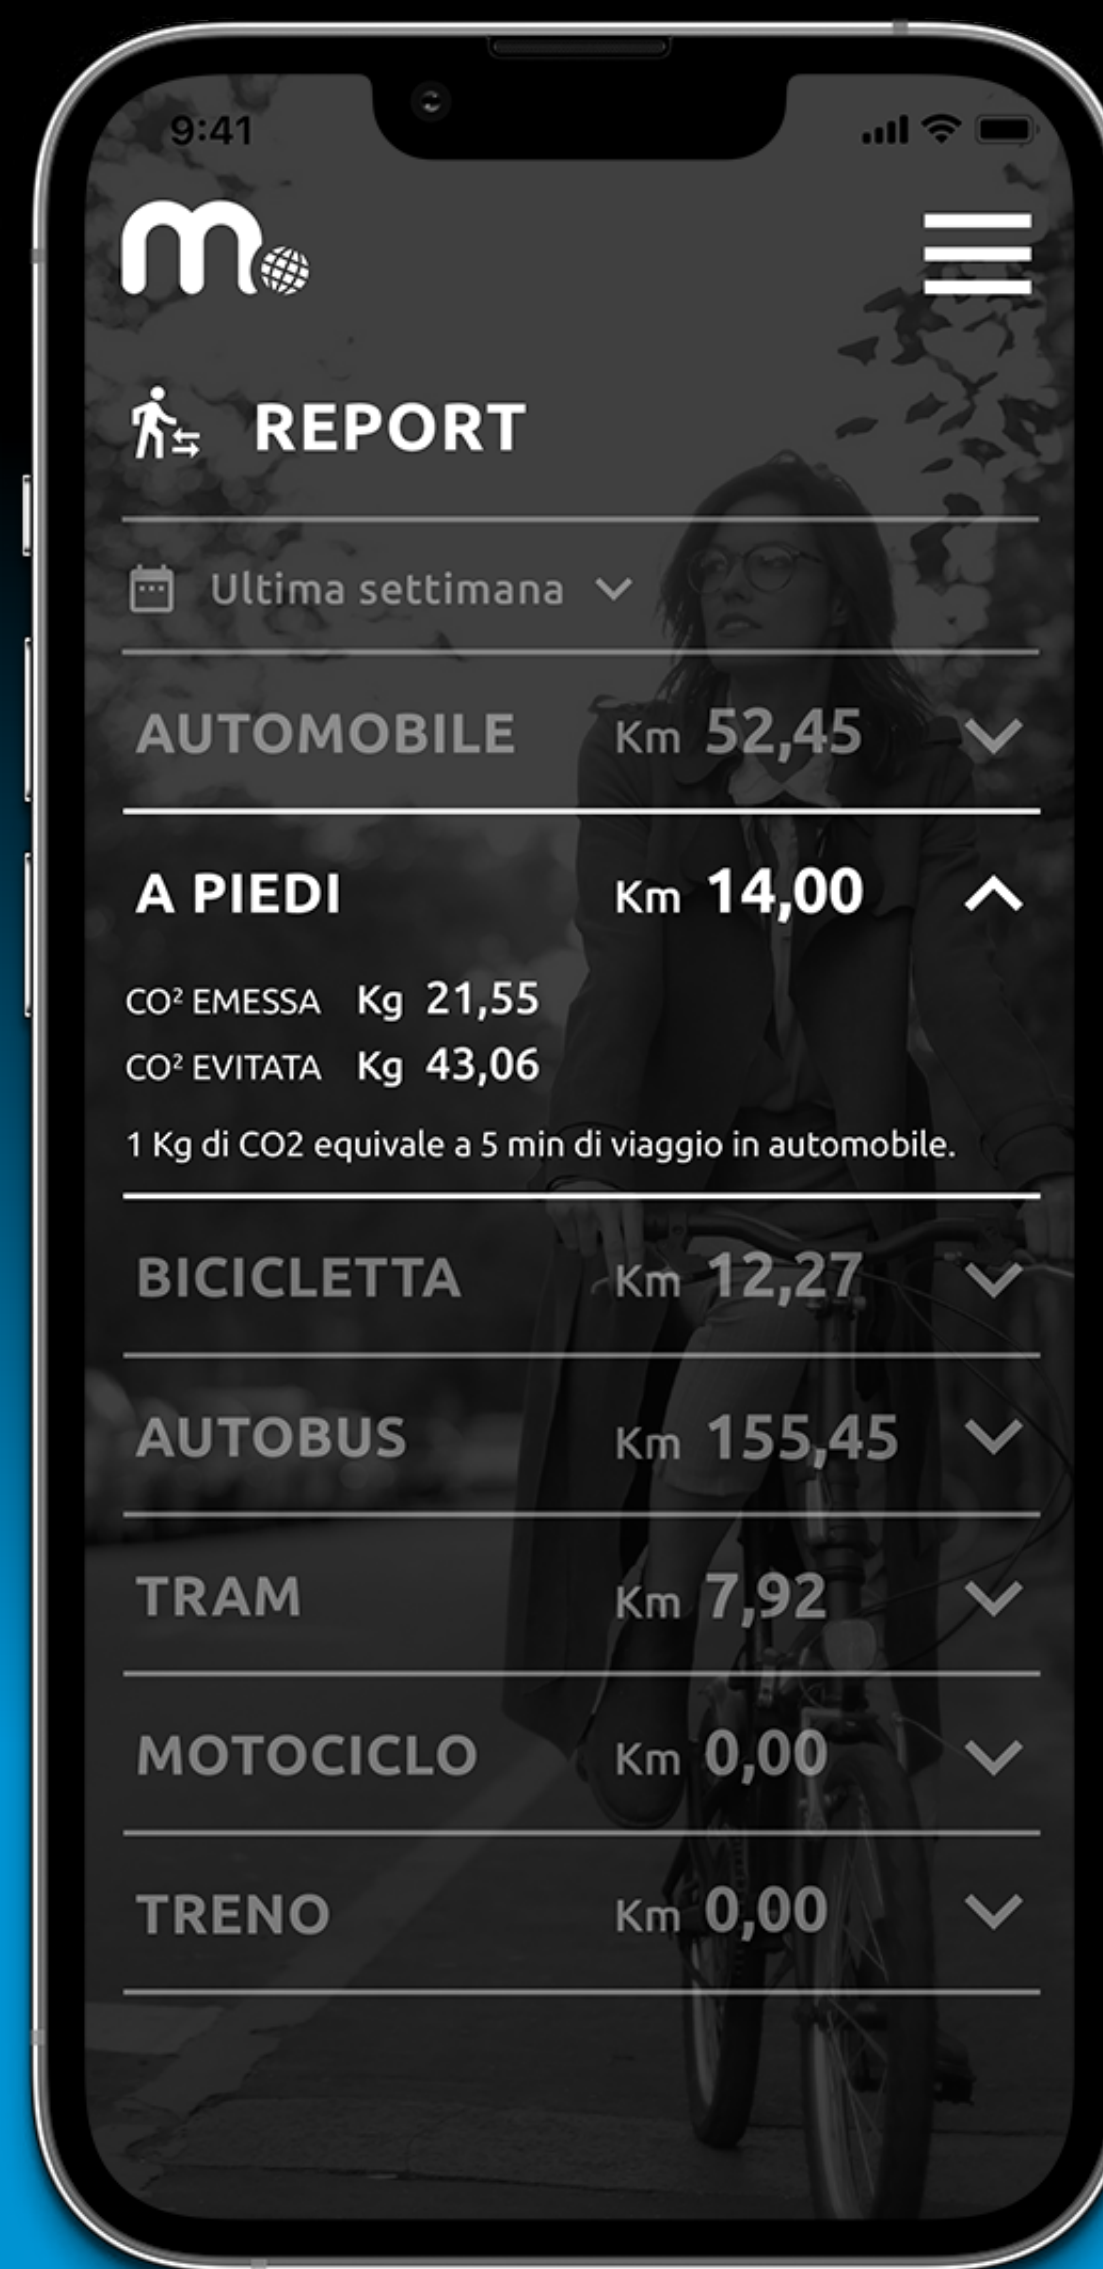 9:41
m
REPORT
Ultima settimana
AUTOMOBILE Km 52,45
A PIEDI Km 14,00
CO² EMESSA Kg 21,55
CO² EVITATA Kg 43,06
1 Kg di CO2 equivale a 5 min di viaggio in automobile.
BICICLETTA Km 12,27
AUTOBUS Km 155,45
TRAM Km 7,92
MOTOCICLO Km 0,00
TRENO Km 0,00